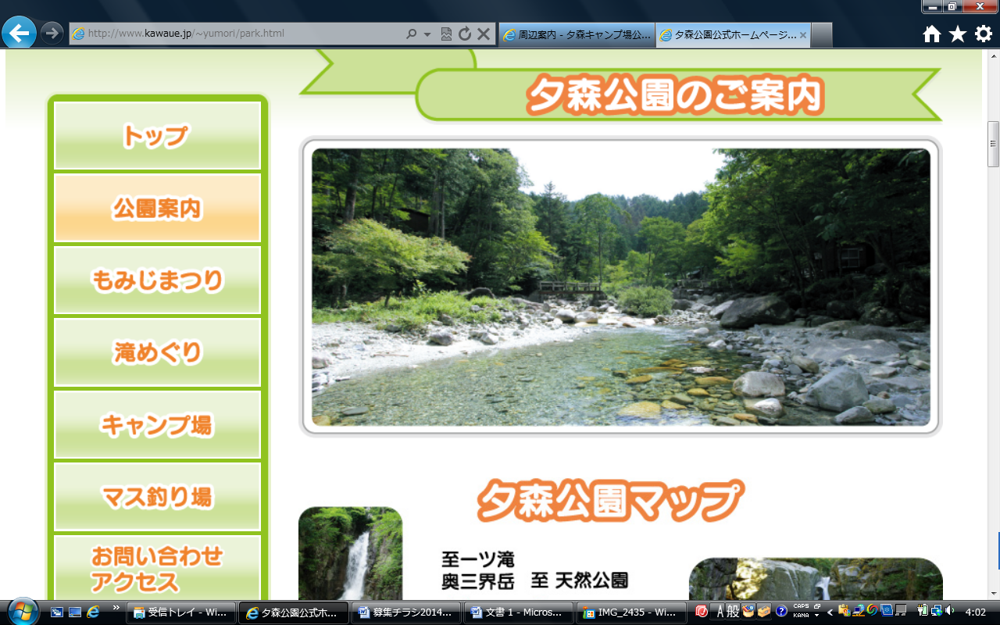 http://www.kawaue.jp/~yumori/park.html
周辺案内 - 夕森キャンプ場公...
夕森公園公式ホームページ...
夕森公園のご案内
トップ
公園案内
もみじまつり
滝めぐり
キャンプ場
マス釣り場
お問い合わせ
アクセス
夕森公園マップ
至一ツ滝
奥三界岳
至 天然公園
受信トレイ - Wi...
夕森公園公式ホ...
募集チラシ2014...
文書 1 - Micros...
IMG_2435 - Wi...
A 般
CAPS
KANA
4:02